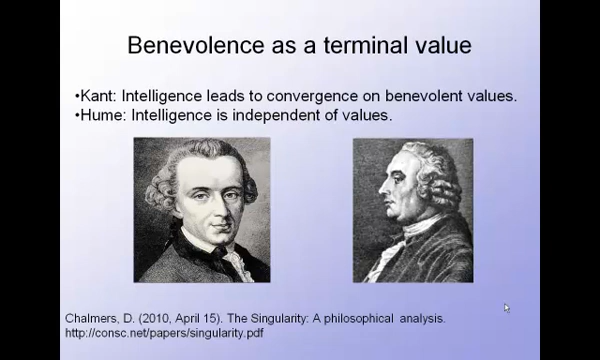 Benevolence as a terminal value
•Kant: Intelligence leads to convergence on benevolent values.
•Hume: Intelligence is independent of values.
Chalmers, D. (2010, April 15). The Singularity: A philosophical analysis.
http://consc.net/papers/singularity.pdf